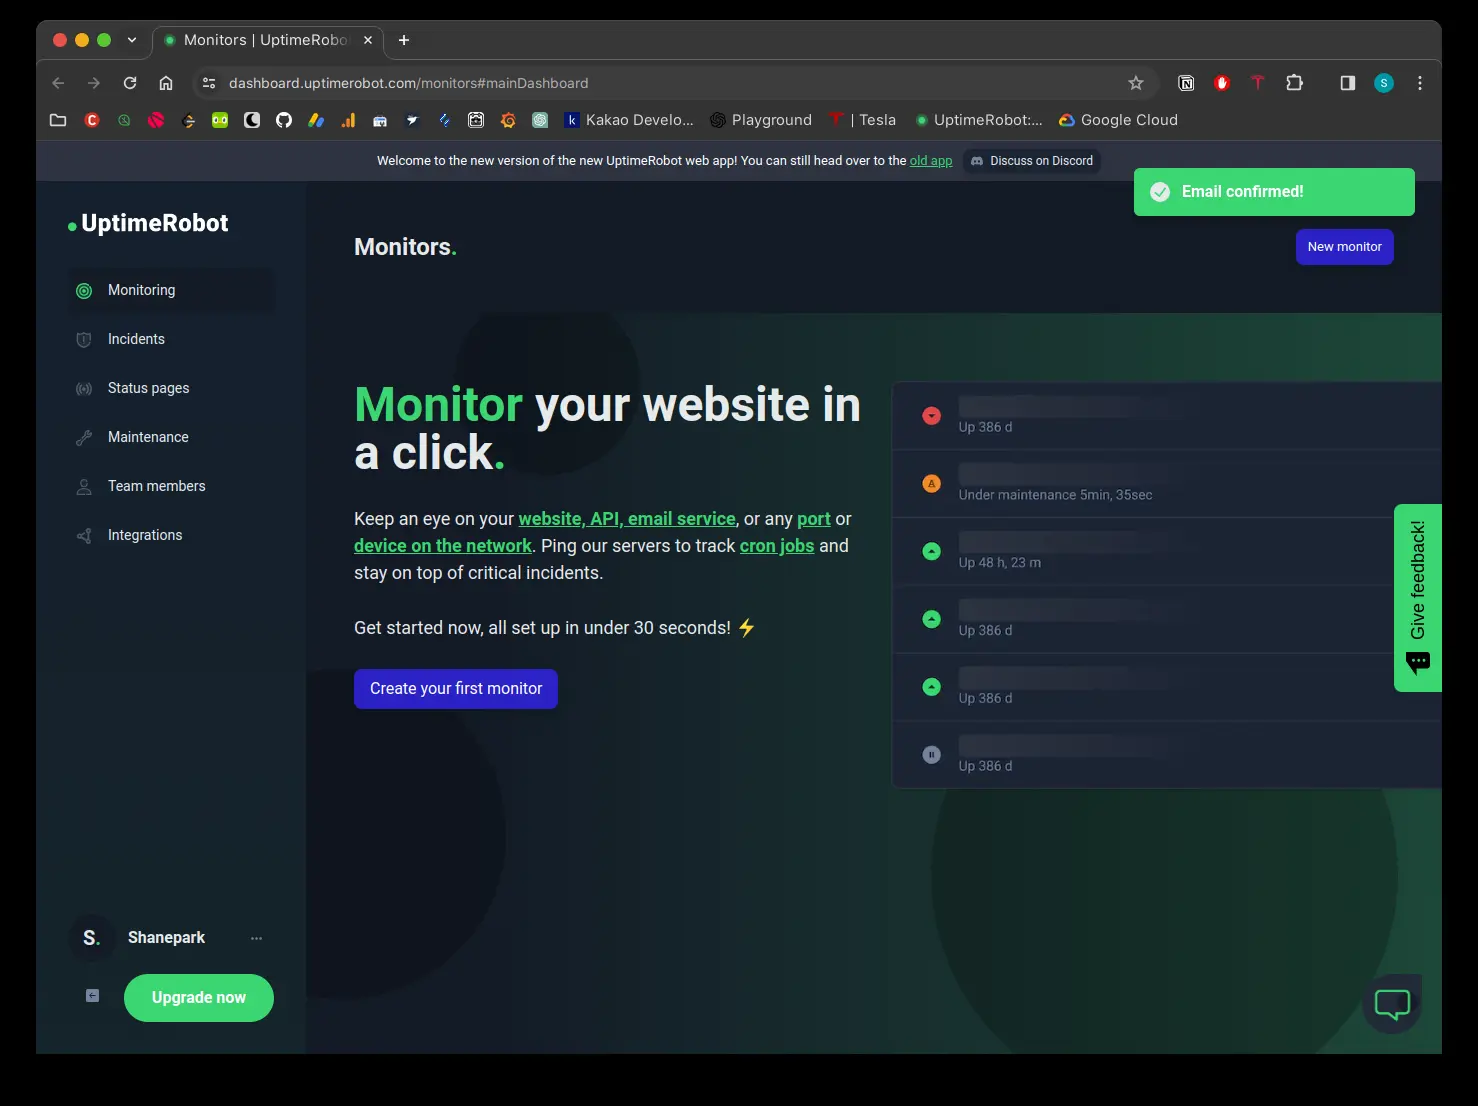 Monitors | UptimeRobo
dashboard.uptimerobot.com/monitors#mainDashboard
S
k Kakao Develo...
Playground
| Tesla
UptimeRobot:...
Google Cloud
Welcome to the new version of the new UptimeRobot web app! You can still head over to the old app
Discuss on Discord
Email confirmed!
UptimeRobot
Monitors.
New monitor
Monitoring
Incidents
Status pages
Maintenance
Team members
Integrations
Monitor your website in
a click.
Keep an eye on your website, API, email service, or any port or
device on the network. Ping our servers to track cron jobs and
stay on top of critical incidents.
Get started now, all set up in under 30 seconds! ⚡
Create your first monitor
Up 386 d
Under maintenance 5min, 35sec
Up 48 h, 23 m
Up 386 d
Up 386 d
Up 386 d
Give feedback!
S.
Shanepark
...
Upgrade now